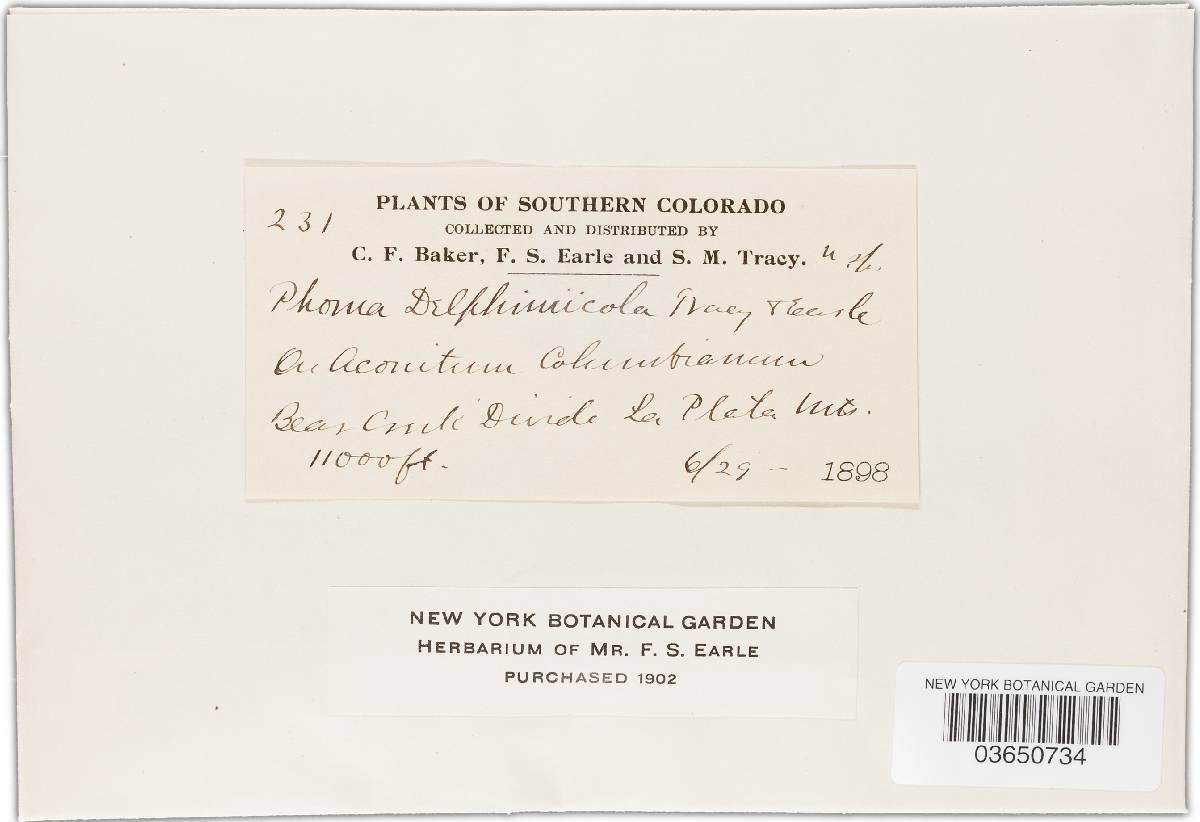 PLANTS OF SOUTHERN COLORADO
231
COLLECTED AND DISTRIBUTED BY
C. F. Baker, F. S. Earle and S. M. Tracy. n sp.
Phoma Delphinicola Tracy & Earle
On Aconitum Columbianum
Bear Creek Divide La Plata Mts.
11000 ft. 6/29 - 1898
NEW YORK BOTANICAL GARDEN
HERBARIUM OF MR. F. S. EARLE
PURCHASED 1902
NEW YORK BOTANICAL GARDEN
03650734